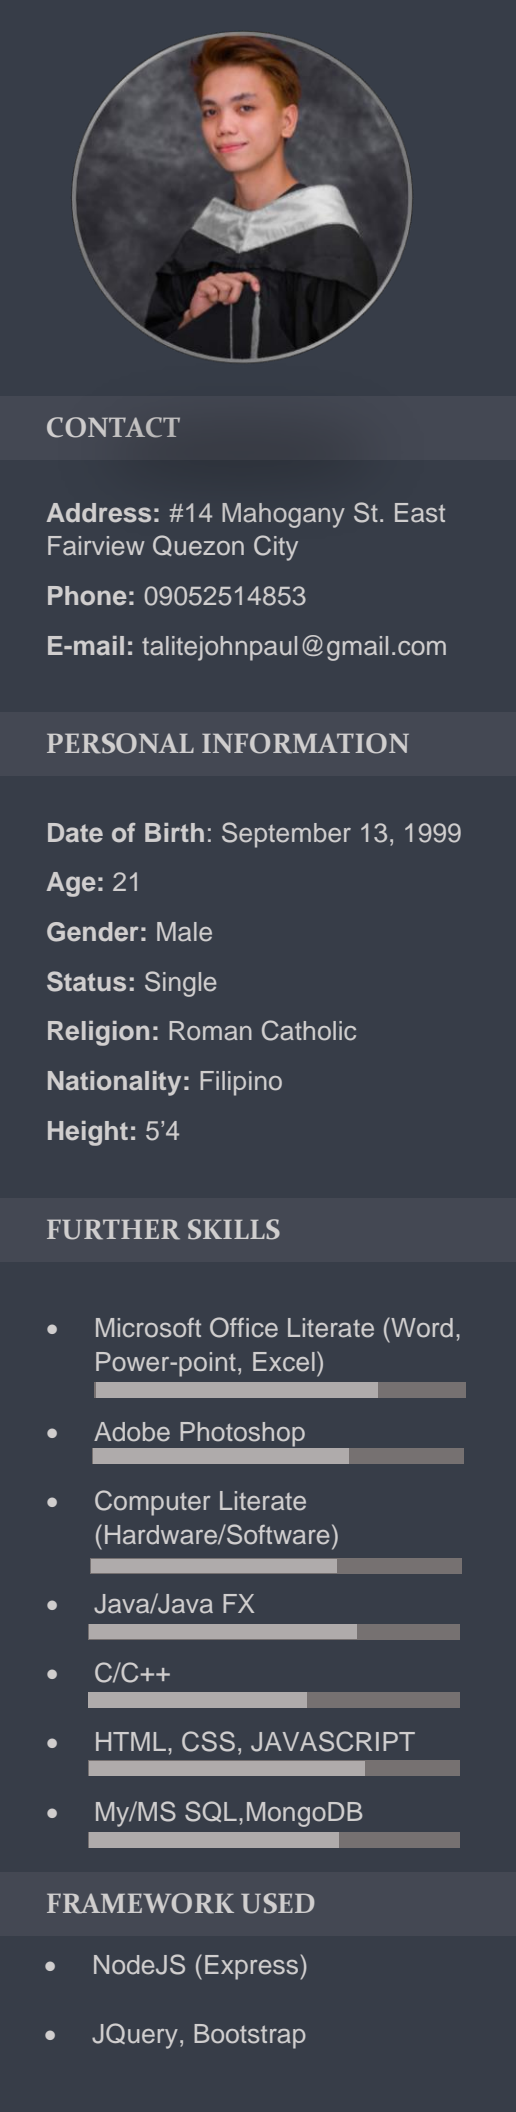 CONTACT
Address: #14 Mahogany St. East
Fairview Quezon City
Phone: 09052514853
E-mail: talitejohnpaul@gmail.com
PERSONAL INFORMATION
Date of Birth: September 13, 1999
Age: 21
Gender: Male
Status: Single
Religion: Roman Catholic
Nationality: Filipino
Height: 5’4
FURTHER SKILLS
• Microsoft Office Literate (Word,
Power-point, Excel)
• Adobe Photoshop
• Computer Literate
(Hardware/Software)
• Java/Java FX
• C/C++
• HTML, CSS, JAVASCRIPT
• My/MS SQL,MongoDB
FRAMEWORK USED
• NodeJS (Express)
• JQuery, Bootstrap